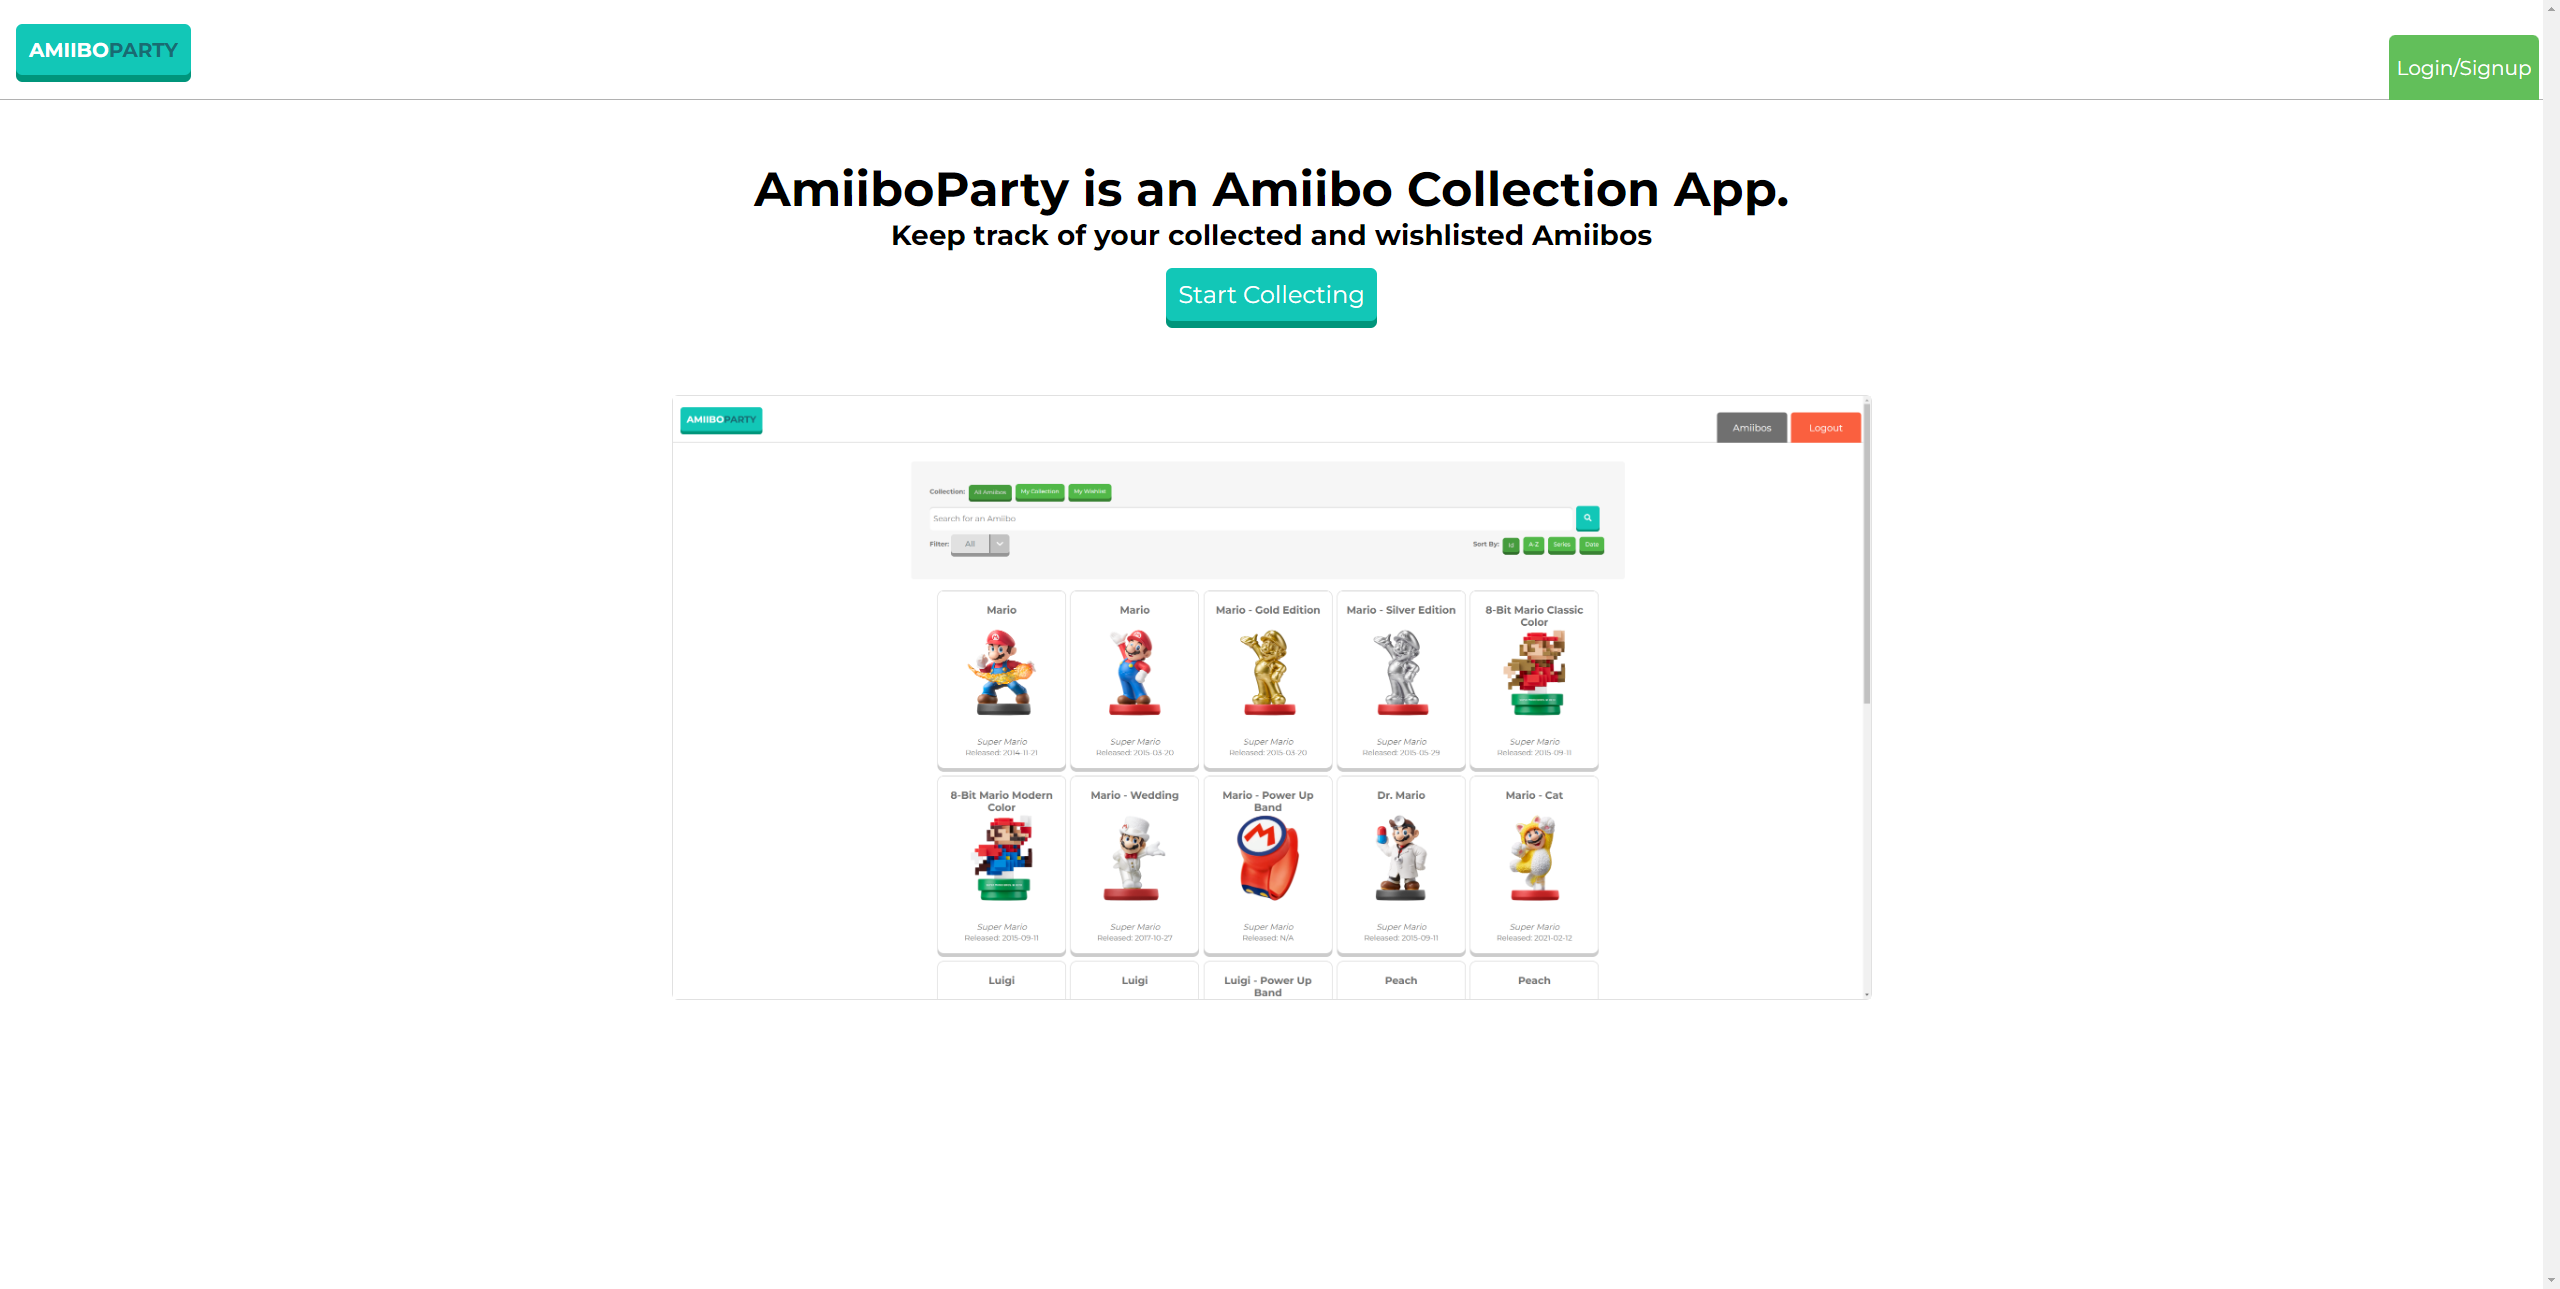 AMIIBOPARTY
Login/Signup
AmiiboParty is an Amiibo Collection App.
Keep track of your collected and wishlisted Amiibos
Start Collecting
AMIIBOPARTY
Amiibos
Logout
Collection: All Amiibos My Collection My Wishlist
Search for an Amiibo
Filter: All
Sort By: Id A-Z Series Date
Mario
Super Mario
Released: 2014-11-21
Mario
Super Mario
Released: 2015-03-20
Mario - Gold Edition
Super Mario
Released: 2015-03-20
Mario - Silver Edition
Super Mario
Released: 2015-05-29
8-Bit Mario Classic
Color
Super Mario
Released: 2015-09-11
8-Bit Mario Modern
Color
Super Mario
Released: 2015-09-11
Mario - Wedding
Super Mario
Released: 2017-10-27
Mario - Power Up
Band
Super Mario
Released: N/A
Dr. Mario
Super Mario
Released: 2015-09-11
Mario - Cat
Super Mario
Released: 2021-02-12
Luigi
Luigi
Luigi - Power Up
Band
Peach
Peach